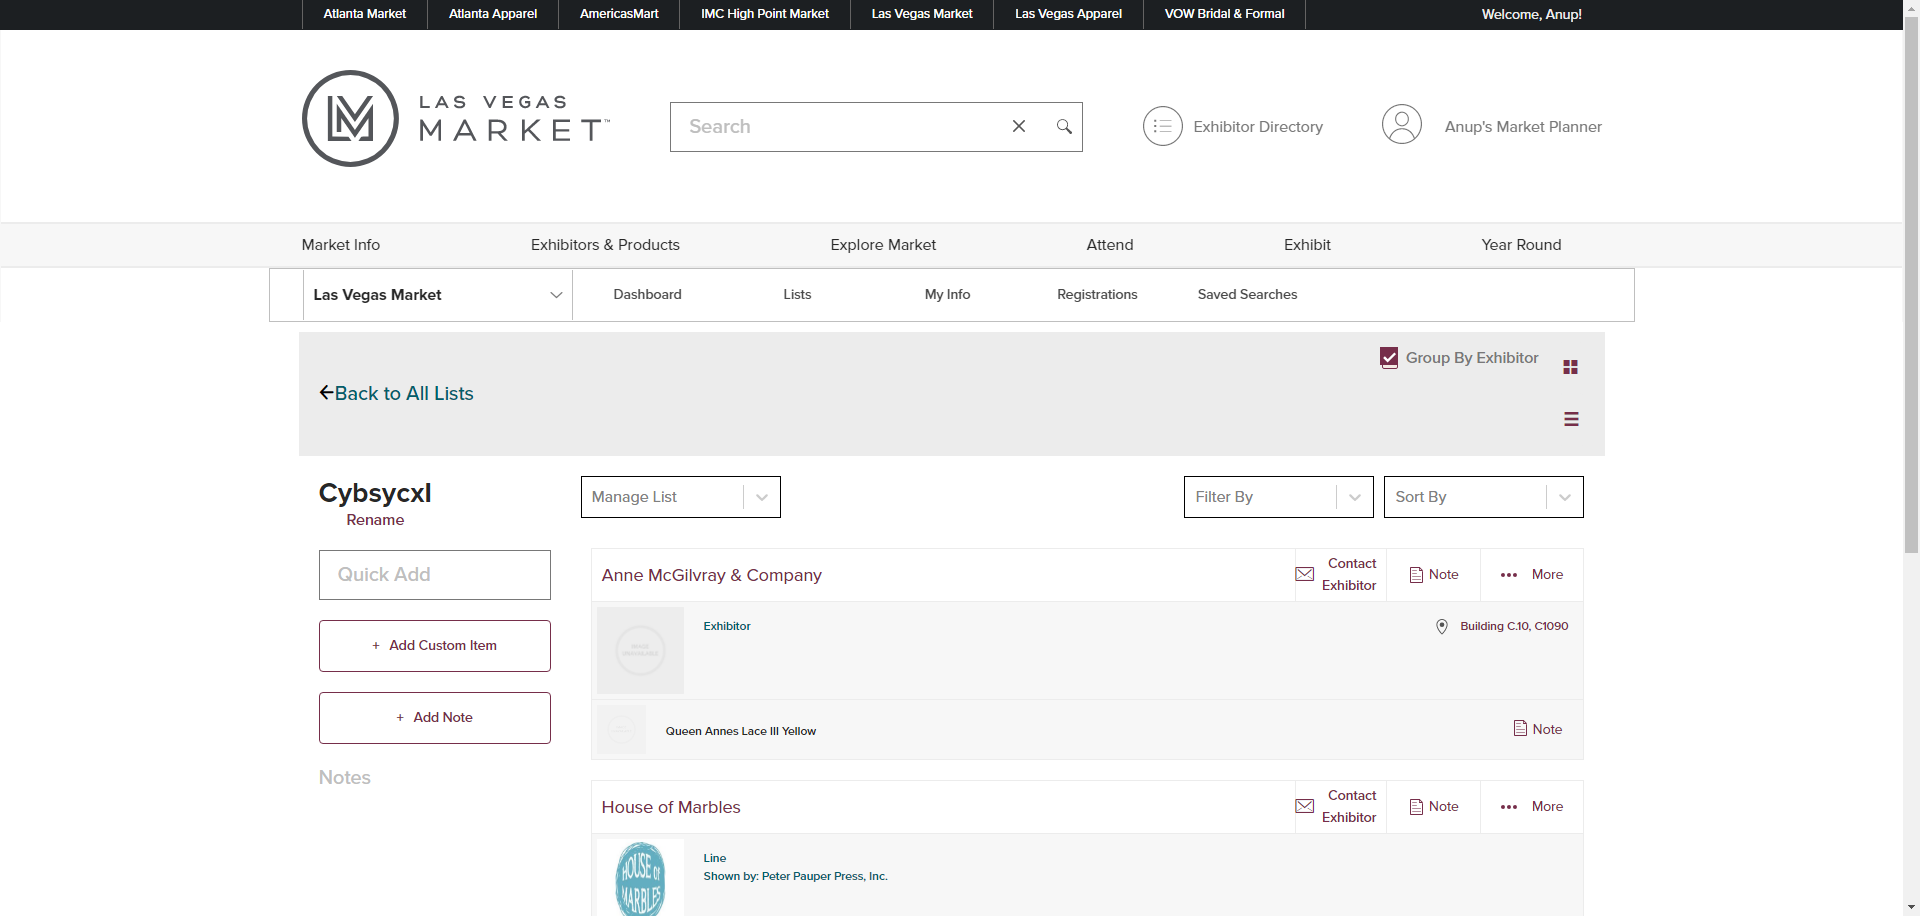 Atlanta Market
Atlanta Apparel
AmericasMart
IMC High Point Market
Las Vegas Market
Las Vegas Apparel
VOW Bridal & Formal
Welcome, Anup!
LAS VEGAS
MARKET™
Search
Exhibitor Directory
Anup's Market Planner
Market Info
Exhibitors & Products
Explore Market
Attend
Exhibit
Year Round
Las Vegas Market
Dashboard
Lists
My Info
Registrations
Saved Searches
Group By Exhibitor
Back to All Lists
Cybsycxl
Rename
Manage List
Filter By
Sort By
Quick Add
+ Add Custom Item
+ Add Note
Notes
Anne McGilvray & Company
Contact
Exhibitor
Note
More
IMAGE
UNAVAILABLE
Exhibitor
Building C.10, C1090
Queen Annes Lace III Yellow
Note
House of Marbles
Contact
Exhibitor
Note
More
HOUSE of
MARBLES
Line
Shown by: Peter Pauper Press, Inc.